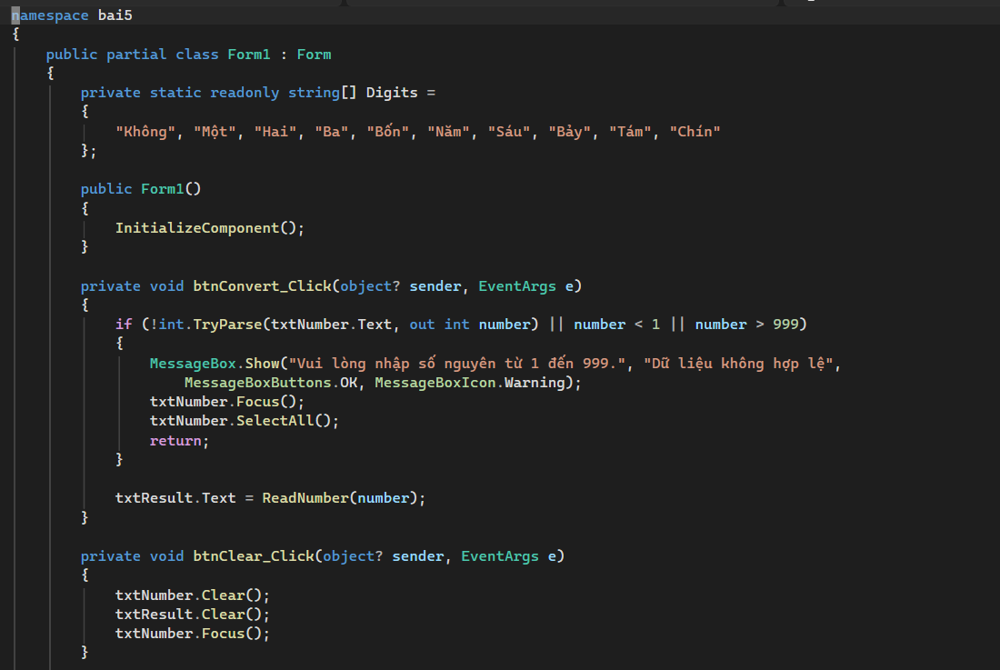 namespace bai5
{
    public partial class Form1 : Form
    {
        private static readonly string[] Digits =
        {
            "Không", "Một", "Hai", "Ba", "Bốn", "Năm", "Sáu", "Bảy", "Tám", "Chín"
        };

        public Form1()
        {
            InitializeComponent();
        }

        private void btnConvert_Click(object? sender, EventArgs e)
        {
            if (!int.TryParse(txtNumber.Text, out int number) || number < 1 || number > 999)
            {
                MessageBox.Show("Vui lòng nhập số nguyên từ 1 đến 999.", "Dữ liệu không hợp lệ",
                    MessageBoxButtons.OK, MessageBoxIcon.Warning);
                txtNumber.Focus();
                txtNumber.SelectAll();
                return;
            }

            txtResult.Text = ReadNumber(number);
        }

        private void btnClear_Click(object? sender, EventArgs e)
        {
            txtNumber.Clear();
            txtResult.Clear();
            txtNumber.Focus();
        }